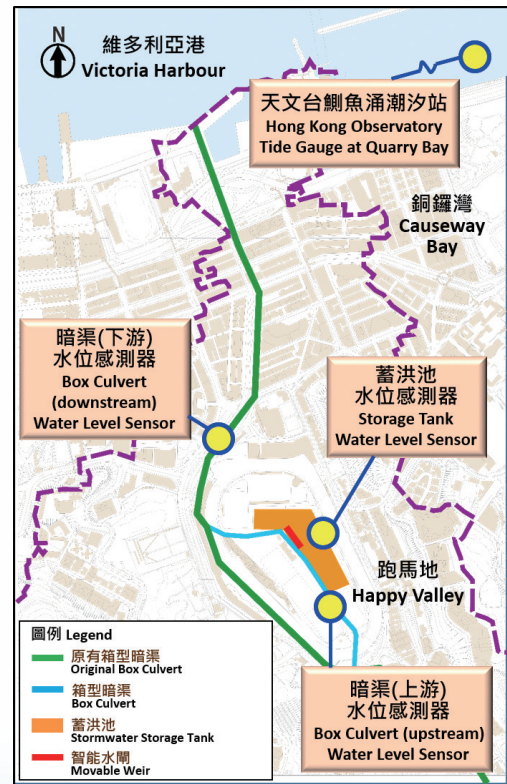 N
維多利亞港
Victoria Harbour
天文台鰂魚涌潮汐站
Hong Kong Observatory
Tide Gauge at Quarry Bay
銅鑼灣
Causeway
Bay
暗渠(下游)
水位感測器
Box Culvert
(downstream)
Water Level Sensor
蓄洪池
水位感測器
Storage Tank
Water Level Sensor
跑馬地
Happy Valley
圖例 Legend
原有箱型暗渠
Original Box Culvert
箱型暗渠
Box Culvert
蓄洪池
Stormwater Storage Tank
智能水閘
Movable Weir
暗渠(上游)
水位感測器
Box Culvert (upstream)
Water Level Sensor